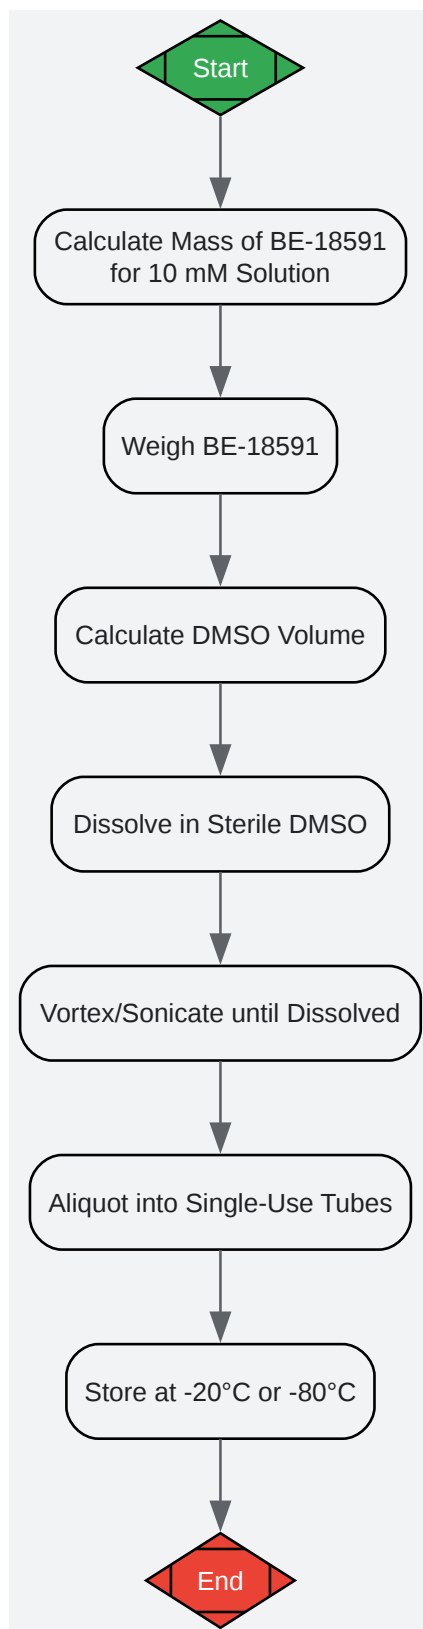 Start
Calculate Mass of BE-18591
for 10 mM Solution
Weigh BE-18591
Calculate DMSO Volume
Dissolve in Sterile DMSO
Vortex/Sonicate until Dissolved
Aliquot into Single-Use Tubes
Store at -20°C or -80°C
End